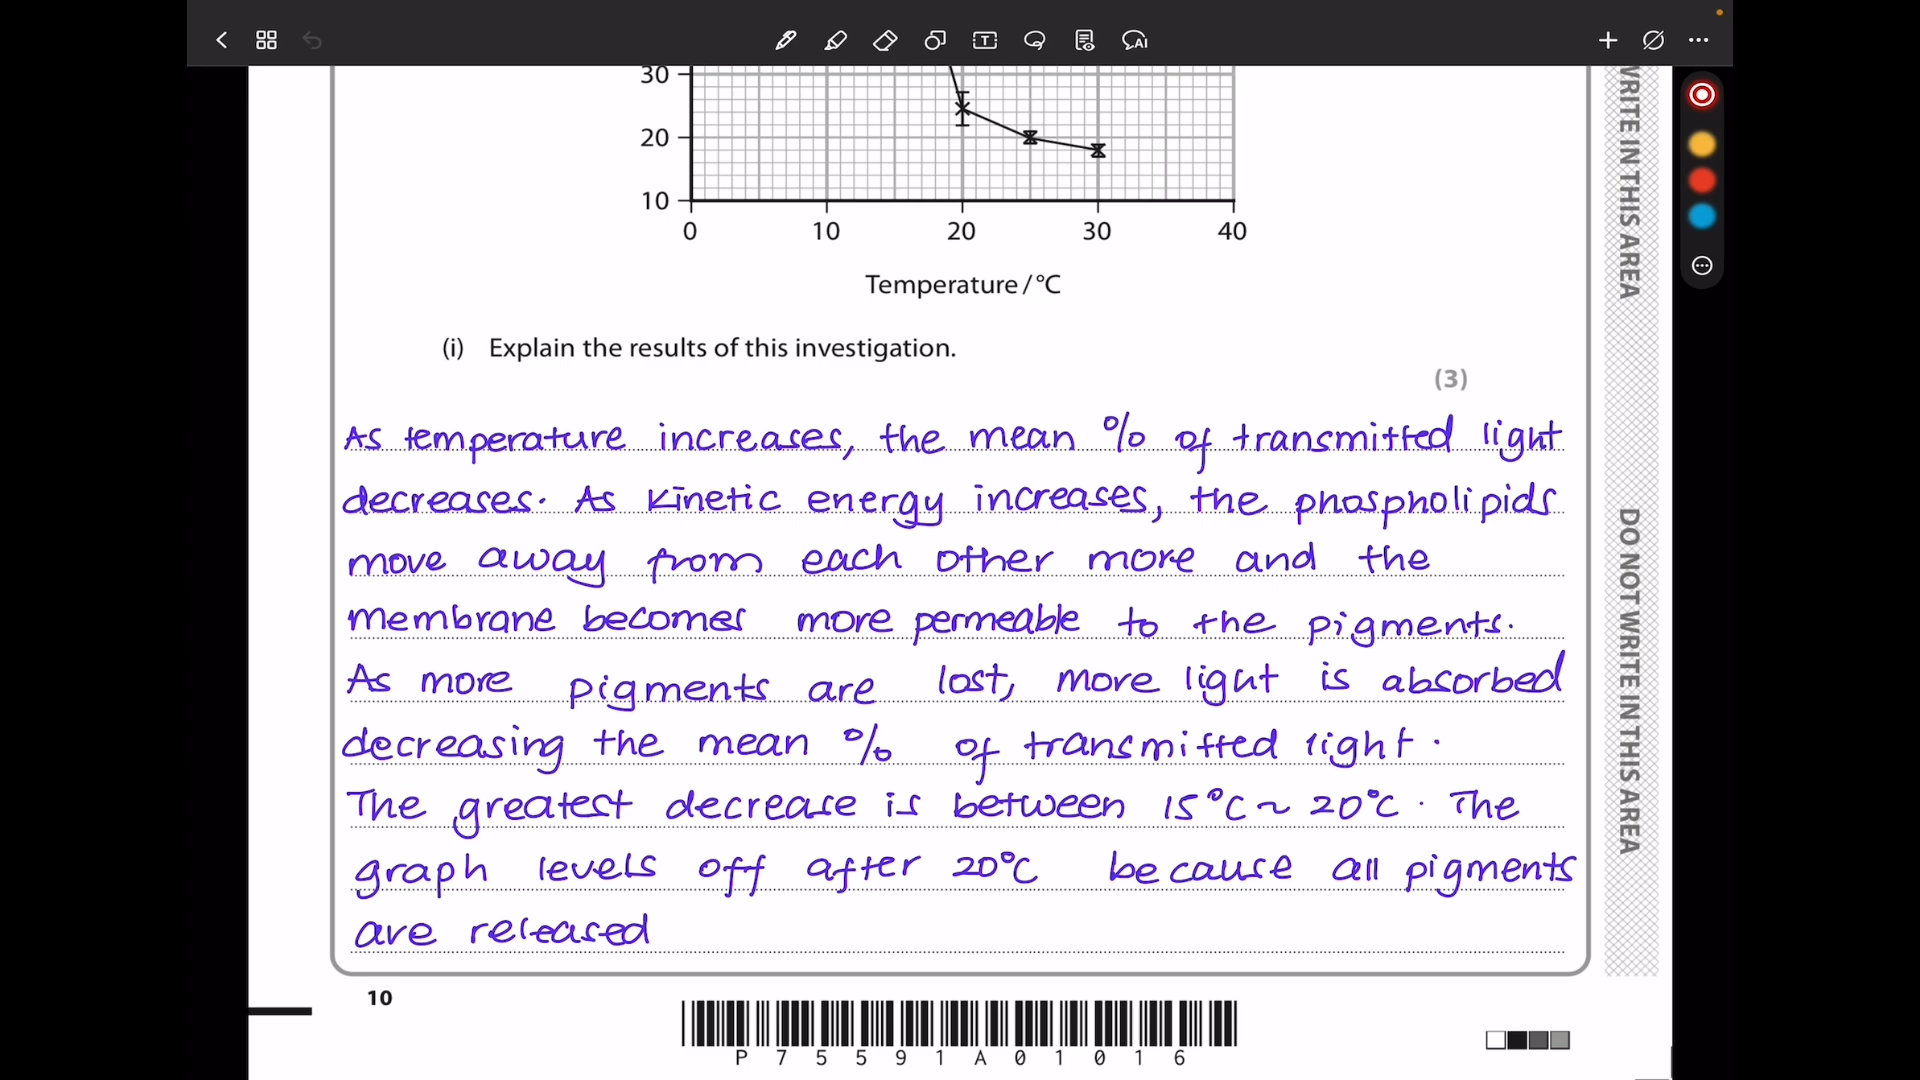 T
AI
30
20
10
0 10 20 30 40
Temperature / °C
(i) Explain the results of this investigation.
(3)
As temperature increases, the mean % of transmitted light
decreases. As kinetic energy increases, the phospholipids
move away from each other more and the
membrane becomes more permeable to the pigments.
As more pigments are lost, more light is absorbed
decreasing the mean % of transmitted light.
The greatest decrease is between 15°C ~ 20°C. The
graph levels off after 20°C because all pigments
are released
10
P 7 5 5 9 1 A 0 1 0 1 6
WRITE IN THIS AREA
DO NOT WRITE IN THIS AREA